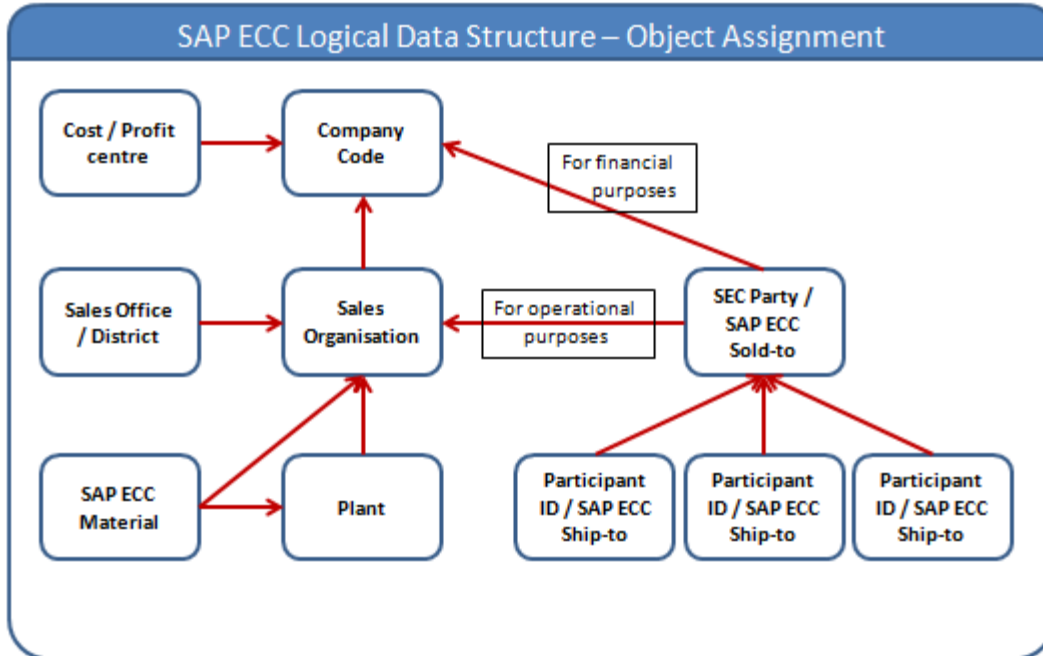 SAP ECC Logical Data Structure – Object Assignment
Cost / Profit
centre
Company
Code
For financial
purposes
Sales Office
/ District
Sales
Organisation
For operational
purposes
SEC Party /
SAP ECC
Sold-to
SAP ECC
Material
Plant
Participant
ID / SAP ECC
Ship-to
Participant
ID / SAP ECC
Ship-to
Participant
ID / SAP ECC
Ship-to